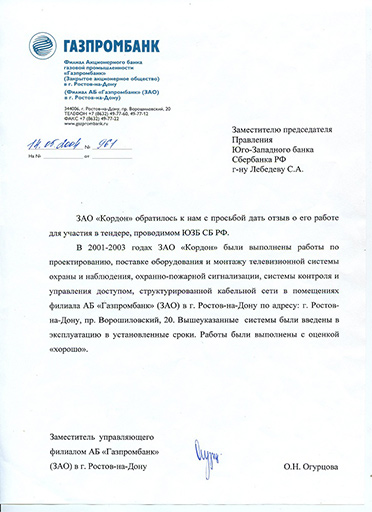 ГАЗПРОМБАНК
Филиал Акционерного банка
газовой промышленности
«Газпромбанк»
(Закрытое акционерное общество)
в г. Ростов-на-Дону
(Филиал АБ «Газпромбанк» (ЗАО)
в г. Ростов-на-Дону)
344006, г. Ростов-на-Дону, пр. Ворошиловский, 20
ТЕЛЕФОН +7 (8632) 49-77-60, 49-77-12
ФАКС +7 (8632) 49-77-22
www.gazprombank.ru
14.05.2004 № 961
На № от
Заместителю председателя
Правления
Юго-Западного банка
Сбербанка РФ
г-ну Лебедеву С.А.
ЗАО «Кордон» обратилось к нам с просьбой дать отзыв о его работе
для участия в тендере, проводимом ЮЗБ СБ РФ.
В 2001-2003 годах ЗАО «Кордон» были выполнены работы по
проектированию, поставке оборудования и монтажу телевизионной системы
охраны и наблюдения, охранно-пожарной сигнализации, системы контроля и
управления доступом, структурированной кабельной сети в помещениях
филиала АБ «Газпромбанк» (ЗАО) в г. Ростов-на-Дону по адресу: г. Ростов-
на-Дону, пр. Ворошиловский, 20. Вышеуказанные системы были введены в
эксплуатацию в установленные сроки. Работы были выполнены с оценкой
«хорошо».
Заместитель управляющего
филиалом АБ «Газпромбанк»
(ЗАО) в г. Ростов-на-Дону
О.Н. Огурцова